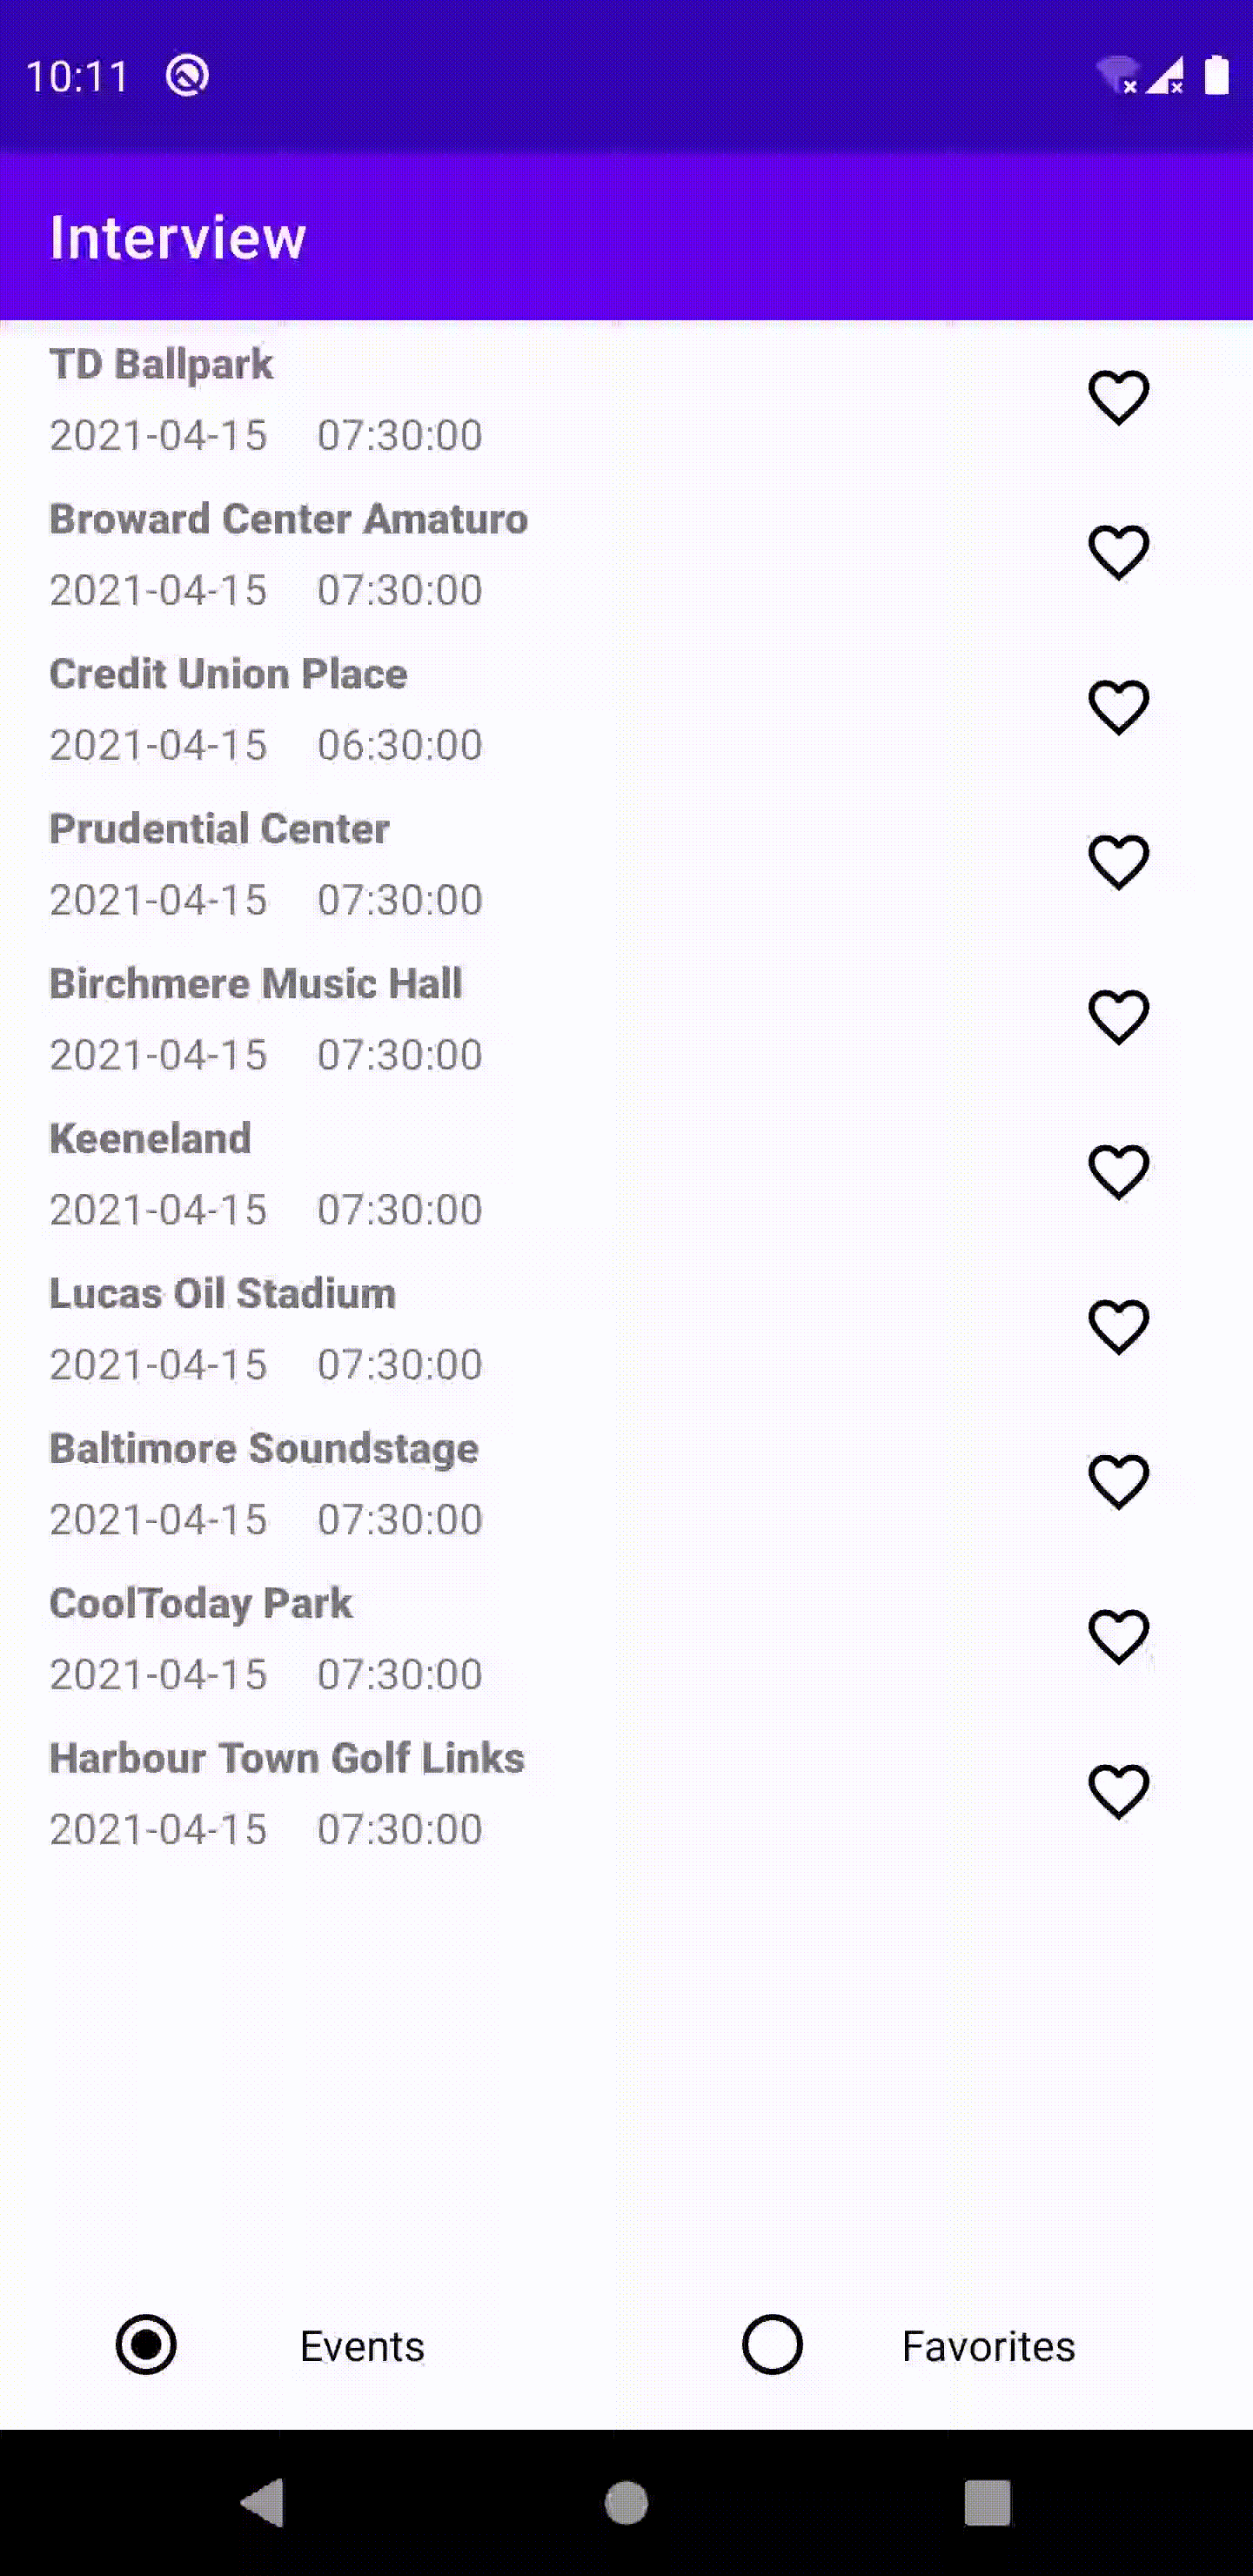 10:11
Interview
TD Ballpark
2021-04-15 07:30:00
Broward Center Amaturo
2021-04-15 07:30:00
Credit Union Place
2021-04-15 06:30:00
Prudential Center
2021-04-15 07:30:00
Birchmere Music Hall
2021-04-15 07:30:00
Keeneland
2021-04-15 07:30:00
Lucas Oil Stadium
2021-04-15 07:30:00
Baltimore Soundstage
2021-04-15 07:30:00
CoolToday Park
2021-04-15 07:30:00
Harbour Town Golf Links
2021-04-15 07:30:00
Events Favorites